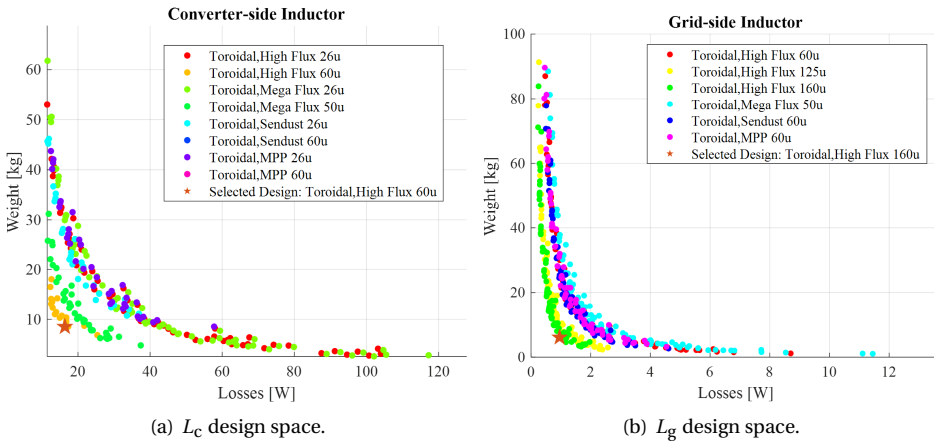 Converter-side Inductor
60
50
40
30
20
10
Weight [kg]
20
40
60
80
100
120
Losses [W]
Toroidal,High Flux 26u
Toroidal,High Flux 60u
Toroidal,Mega Flux 26u
Toroidal,Mega Flux 50u
Toroidal,Sendust 26u
Toroidal,Sendust 60u
Toroidal,MPP 26u
Toroidal,MPP 60u
Selected Design: Toroidal,High Flux 60u
(a) Lc design space.
Grid-side Inductor
100
80
60
40
20
0
Weight [kg]
0
2
4
6
8
10
12
Losses [W]
Toroidal,High Flux 60u
Toroidal,High Flux 125u
Toroidal,High Flux 160u
Toroidal,Mega Flux 50u
Toroidal,Sendust 60u
Toroidal,MPP 60u
Selected Design: Toroidal,High Flux 160u
(b) Lg design space.